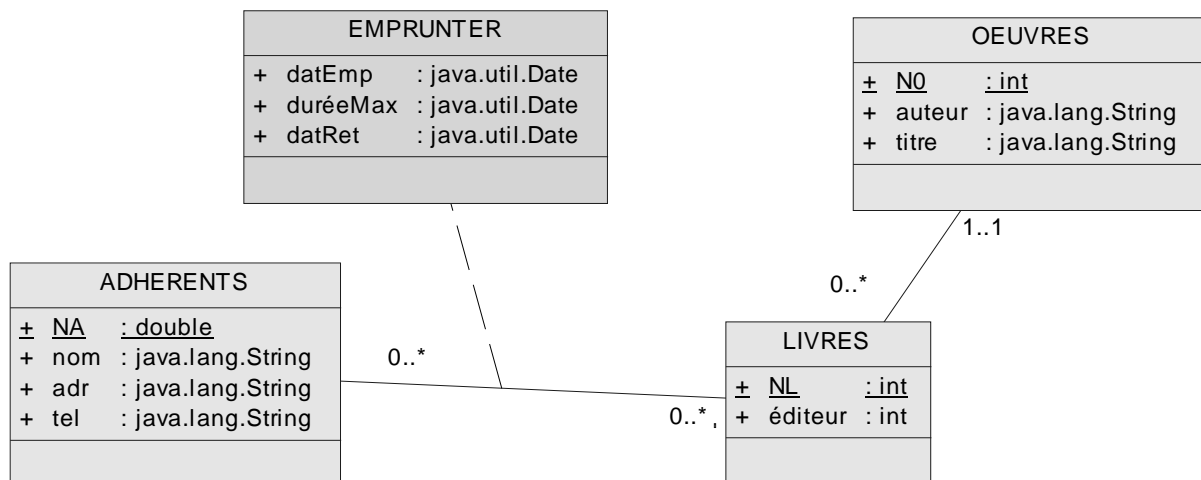 EMPRUNTER
+ datEmp : java.util.Date
+ duréeMax : java.util.Date
+ datRet : java.util.Date
OEUVRES
+ N0 : int
+ auteur : java.lang.String
+ titre : java.lang.String
1..1
0..*
ADHERENTS
+ NA : double
+ nom : java.lang.String
+ adr : java.lang.String
+ tel : java.lang.String
0..*
0..*
LIVRES
+ NL : int
+ éditeur : int